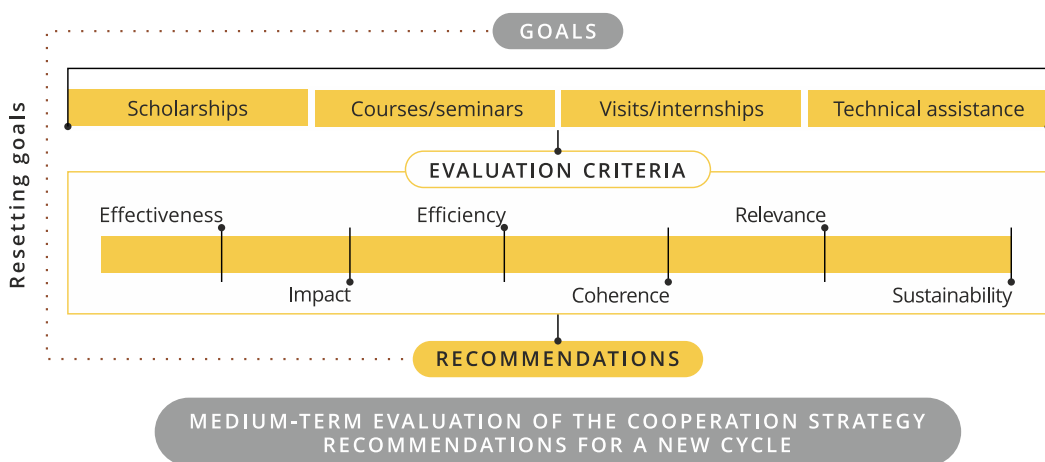 GOALS
Resetting goals
Scholarships
Courses/seminars
Visits/internships
Technical assistance
EVALUATION CRITERIA
Effectiveness
Efficiency
Relevance
Impact
Coherence
Sustainability
RECOMMENDATIONS
MEDIUM-TERM EVALUATION OF THE COOPERATION STRATEGY
RECOMMENDATIONS FOR A NEW CYCLE